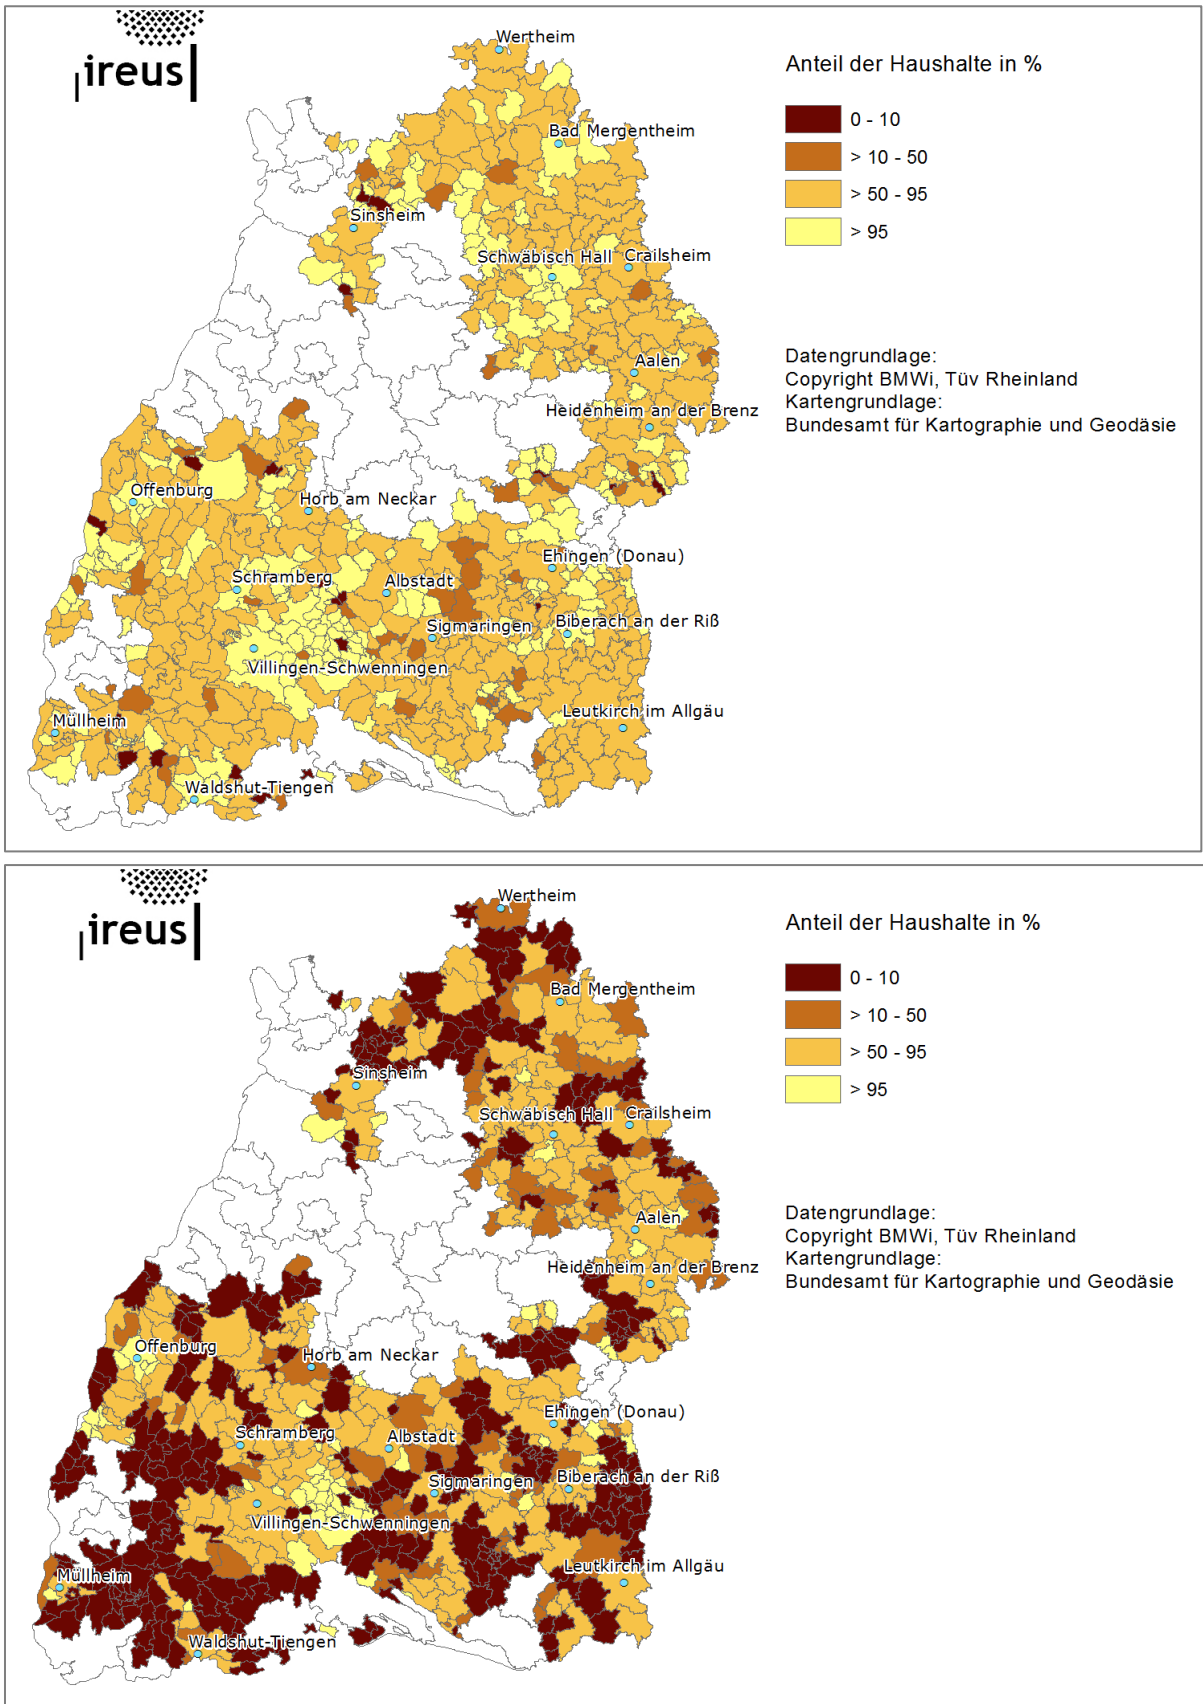 ireus
Wertheim
Bad Mergentheim
Sinsheim
Schwäbisch Hall
Crailsheim
Aalen
Heidenheim an der Brenz
Offenburg
Horb am Neckar
Ehingen (Donau)
Schramberg
Albstadt
Sigmaringen
Biberach an der Riß
Villingen-Schwenningen
Leutkirch im Allgäu
Müllheim
Waldshut-Tiengen
Anteil der Haushalte in %
0 - 10
> 10 - 50
> 50 - 95
> 95
Datengrundlage:
Copyright BMWi, Tüv Rheinland
Kartengrundlage:
Bundesamt für Kartographie und Geodäsie
ireus
Wertheim
Bad Mergentheim
Sinsheim
Schwäbisch Hall
Crailsheim
Aalen
Heidenheim an der Brenz
Offenburg
Horb am Neckar
Ehingen (Donau)
Schramberg
Albstadt
Sigmaringen
Biberach an der Riß
Villingen-Schwenningen
Leutkirch im Allgäu
Müllheim
Waldshut-Tiengen
Anteil der Haushalte in %
0 - 10
> 10 - 50
> 50 - 95
> 95
Datengrundlage:
Copyright BMWi, Tüv Rheinland
Kartengrundlage:
Bundesamt für Kartographie und Geodäsie